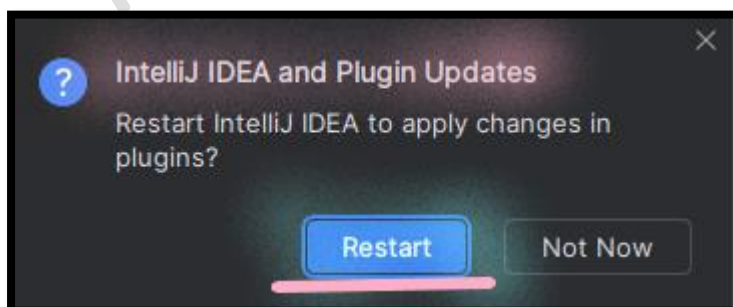 IntelliJ IDEA and Plugin Updates
Restart IntelliJ IDEA to apply changes in
plugins?
Restart Not Now